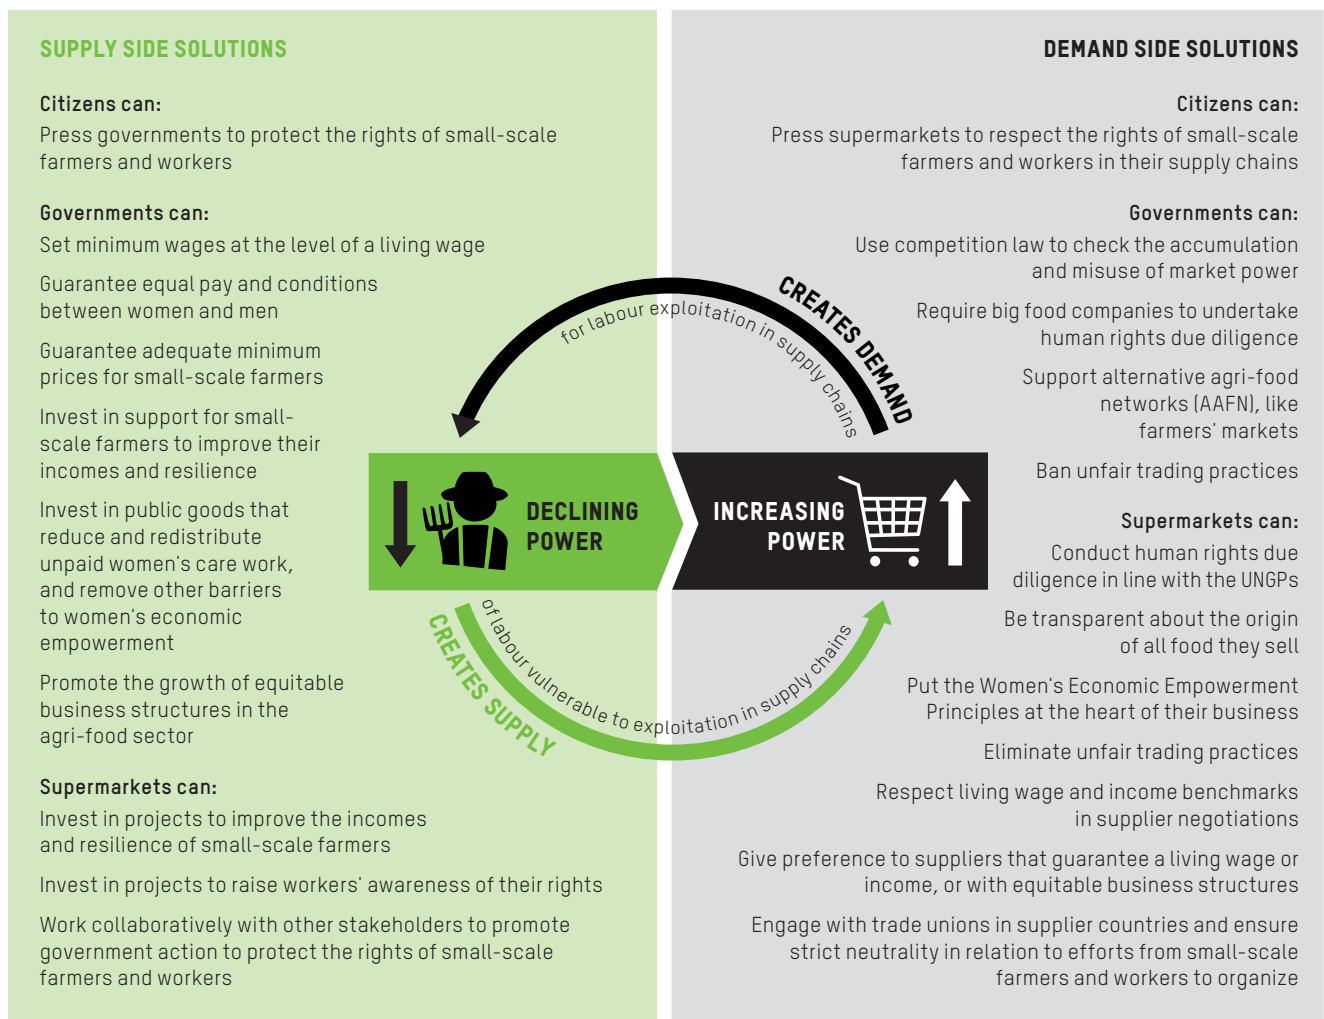 SUPPLY SIDE SOLUTIONS
Citizens can:
Press governments to protect the rights of small-scale
farmers and workers
Governments can:
Set minimum wages at the level of a living wage
Guarantee equal pay and conditions
between women and men
Guarantee adequate minimum
prices for small-scale farmers
Invest in support for small-
scale farmers to improve their
incomes and resilience
Invest in public goods that
reduce and redistribute
unpaid women's care work,
and remove other barriers
to women's economic
empowerment
Promote the growth of equitable
business structures in the
agri-food sector
Supermarkets can:
Invest in projects to improve the incomes
and resilience of small-scale farmers
Invest in projects to raise workers' awareness of their rights
Work collaboratively with other stakeholders to promote
government action to protect the rights of small-scale
farmers and workers
CREATES DEMAND
for labour exploitation in supply chains
DECLINING
POWER
INCREASING
POWER
CREATES SUPPLY
of labour vulnerable to exploitation in supply chains
DEMAND SIDE SOLUTIONS
Citizens can:
Press supermarkets to respect the rights of small-scale
farmers and workers in their supply chains
Governments can:
Use competition law to check the accumulation
and misuse of market power
Require big food companies to undertake
human rights due diligence
Support alternative agri-food
networks (AAFN), like
farmers' markets
Ban unfair trading practices
Supermarkets can:
Conduct human rights due
diligence in line with the UNGPs
Be transparent about the origin
of all food they sell
Put the Women's Economic Empowerment
Principles at the heart of their business
Eliminate unfair trading practices
Respect living wage and income benchmarks
in supplier negotiations
Give preference to suppliers that guarantee a living wage or
income, or with equitable business structures
Engage with trade unions in supplier countries and ensure
strict neutrality in relation to efforts from small-scale
farmers and workers to organize